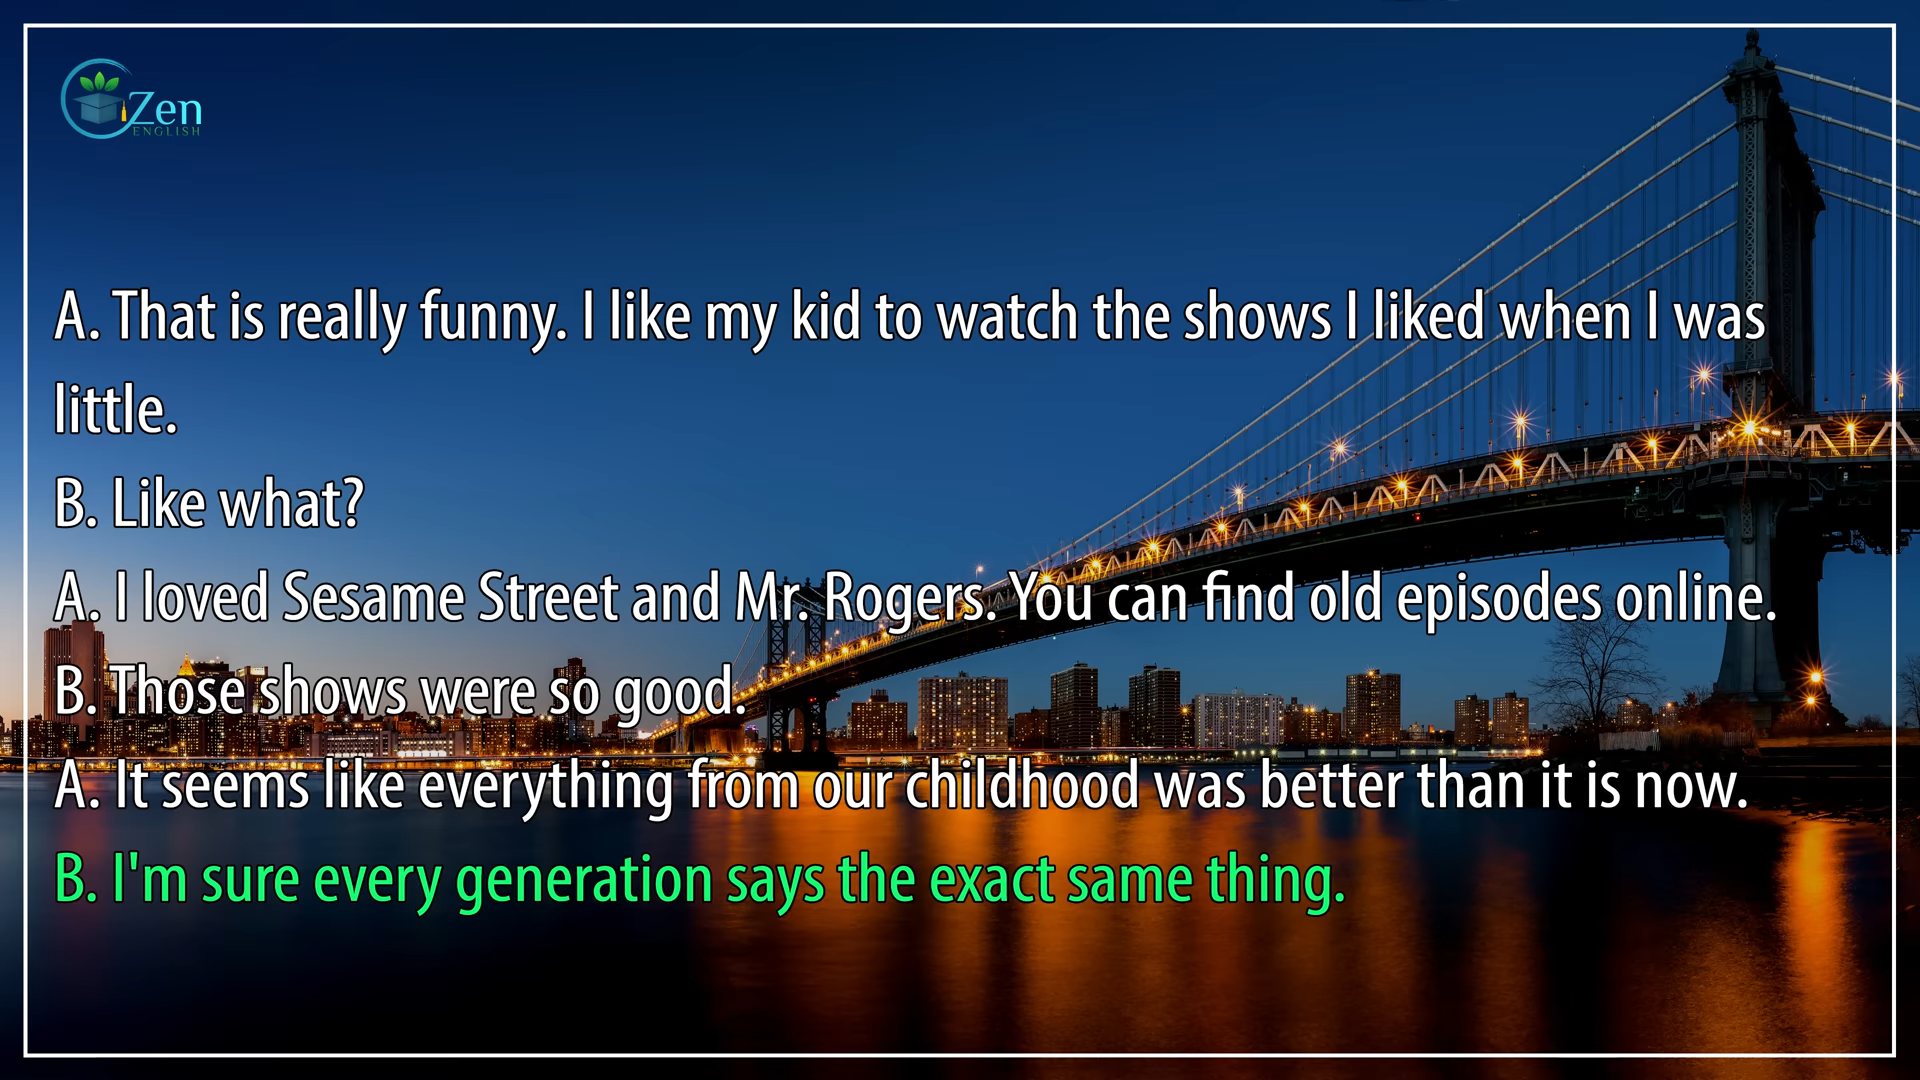 Zen
ENGLISH
A. That is really funny. I like my kid to watch the shows I liked when I was
little.
B. Like what?
A. I loved Sesame Street and Mr. Rogers. You can find old episodes online.
B. Those shows were so good.
A. It seems like everything from our childhood was better than it is now.
B. I'm sure every generation says the exact same thing.